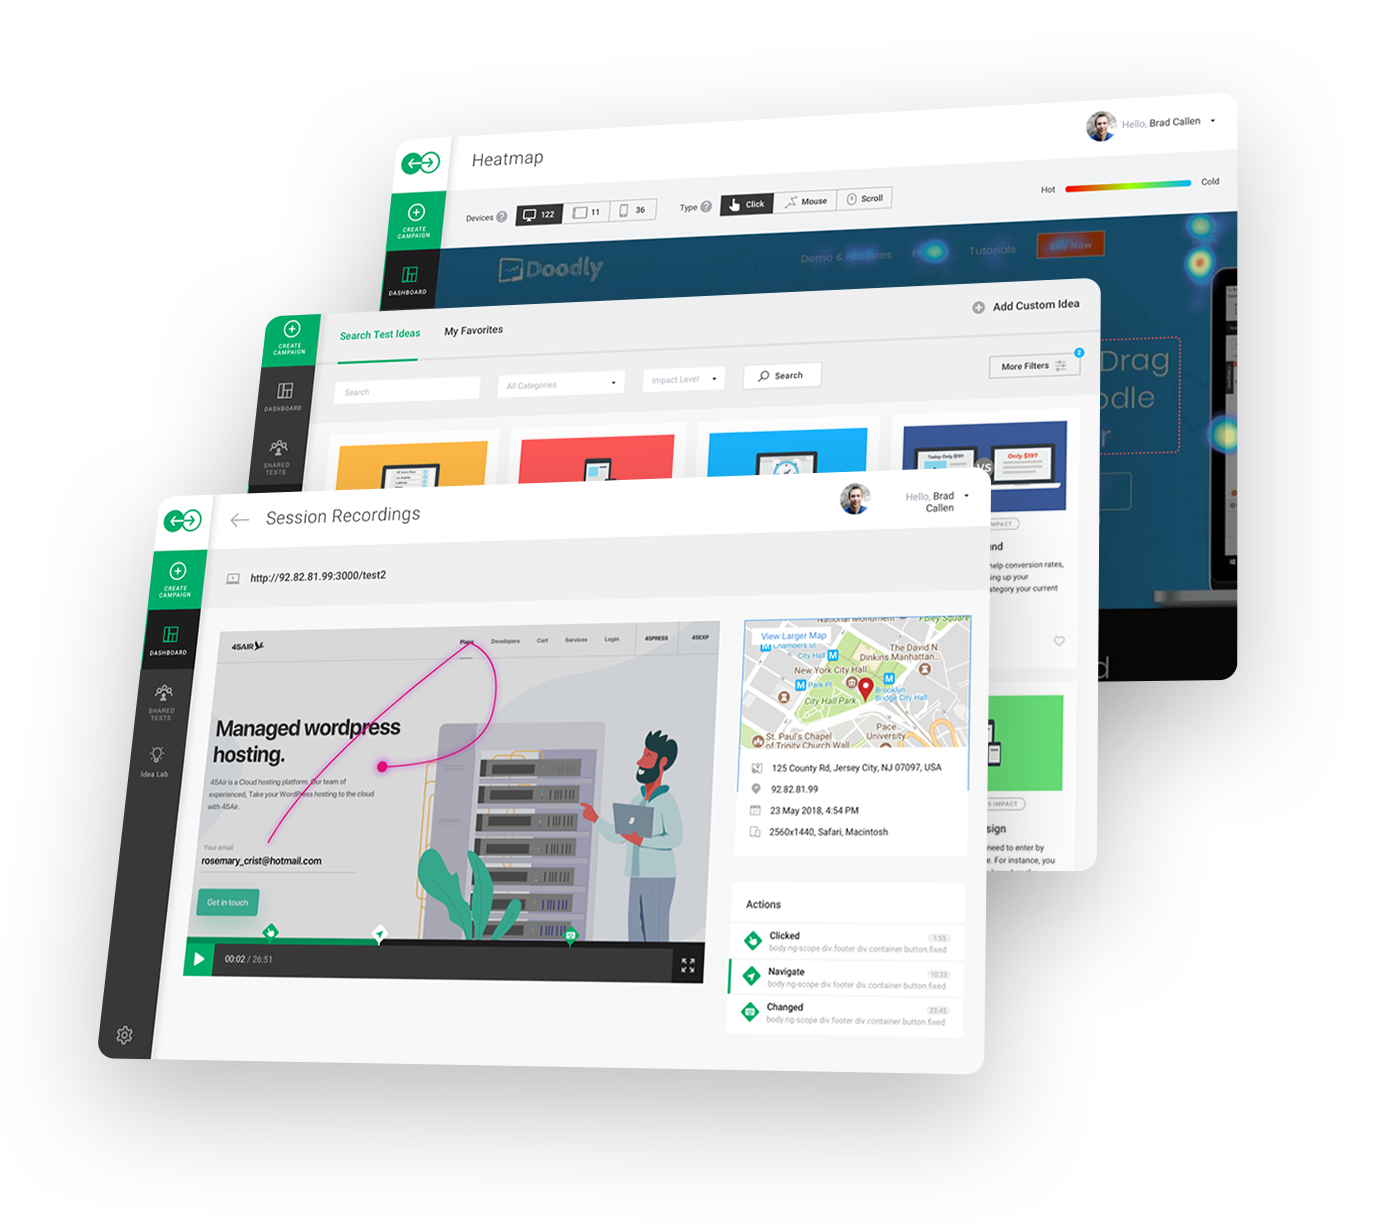 Heatmap
Hello, Brad Callen
CREATE
CAMPAIGN
DASHBOARD
Devices ?
122
11
36
Type ?
Click
Mouse
Scroll
Hot
Cold
Doodly
Demo & Features
Tutorials
Buy Now
Drag
CREATE
CAMPAIGN
DASHBOARD
SHARED
TESTS
Search Test Ideas
My Favorites
Add Custom Idea
Search
All Categories
Impact Level
Search
More Filters
2
Today Only $197
VS
Only $197
IMPACT
help conversion rates,
ing up your
ategory your current
IMPACT
sign
need to enter by
e. For instance, you
CREATE
CAMPAIGN
DASHBOARD
SHARED
TESTS
Idea Lab
Session Recordings
Hello, Brad
Callen
http://92.82.81.99:3000/test2
45AIR
Plans
Developers
Cart
Services
Login
45PRESS
45EXP
Managed wordpress
hosting.
45Air is a Cloud hosting platform. Our team of
experienced, Take your WordPress hosting to the cloud
with 45Air.
Your email
rosemary_crist@hotmail.com
Get in touch
00:02 / 26:51
View Larger Map
National Monument
Foley Square
Chambers St
City Hall
The David N.
Dinkins Manhattan...
New York City Hall
Park Pl
Brooklyn
Bridge City Hall
City Hall Park
Pace
University
St. Paul's Chapel
of Trinity Church Wall
125 County Rd, Jersey City, NJ 07097, USA
92.82.81.99
23 May 2018, 4:54 PM
2560x1440, Safari, Macintosh
Actions
Clicked
1:55
body.ng-scope div.footer div.container button.fixed
Navigate
10:23
body.ng-scope div.footer div.container button.fixed
Changed
23:45
body.ng-scope div.footer div.container button.fixed